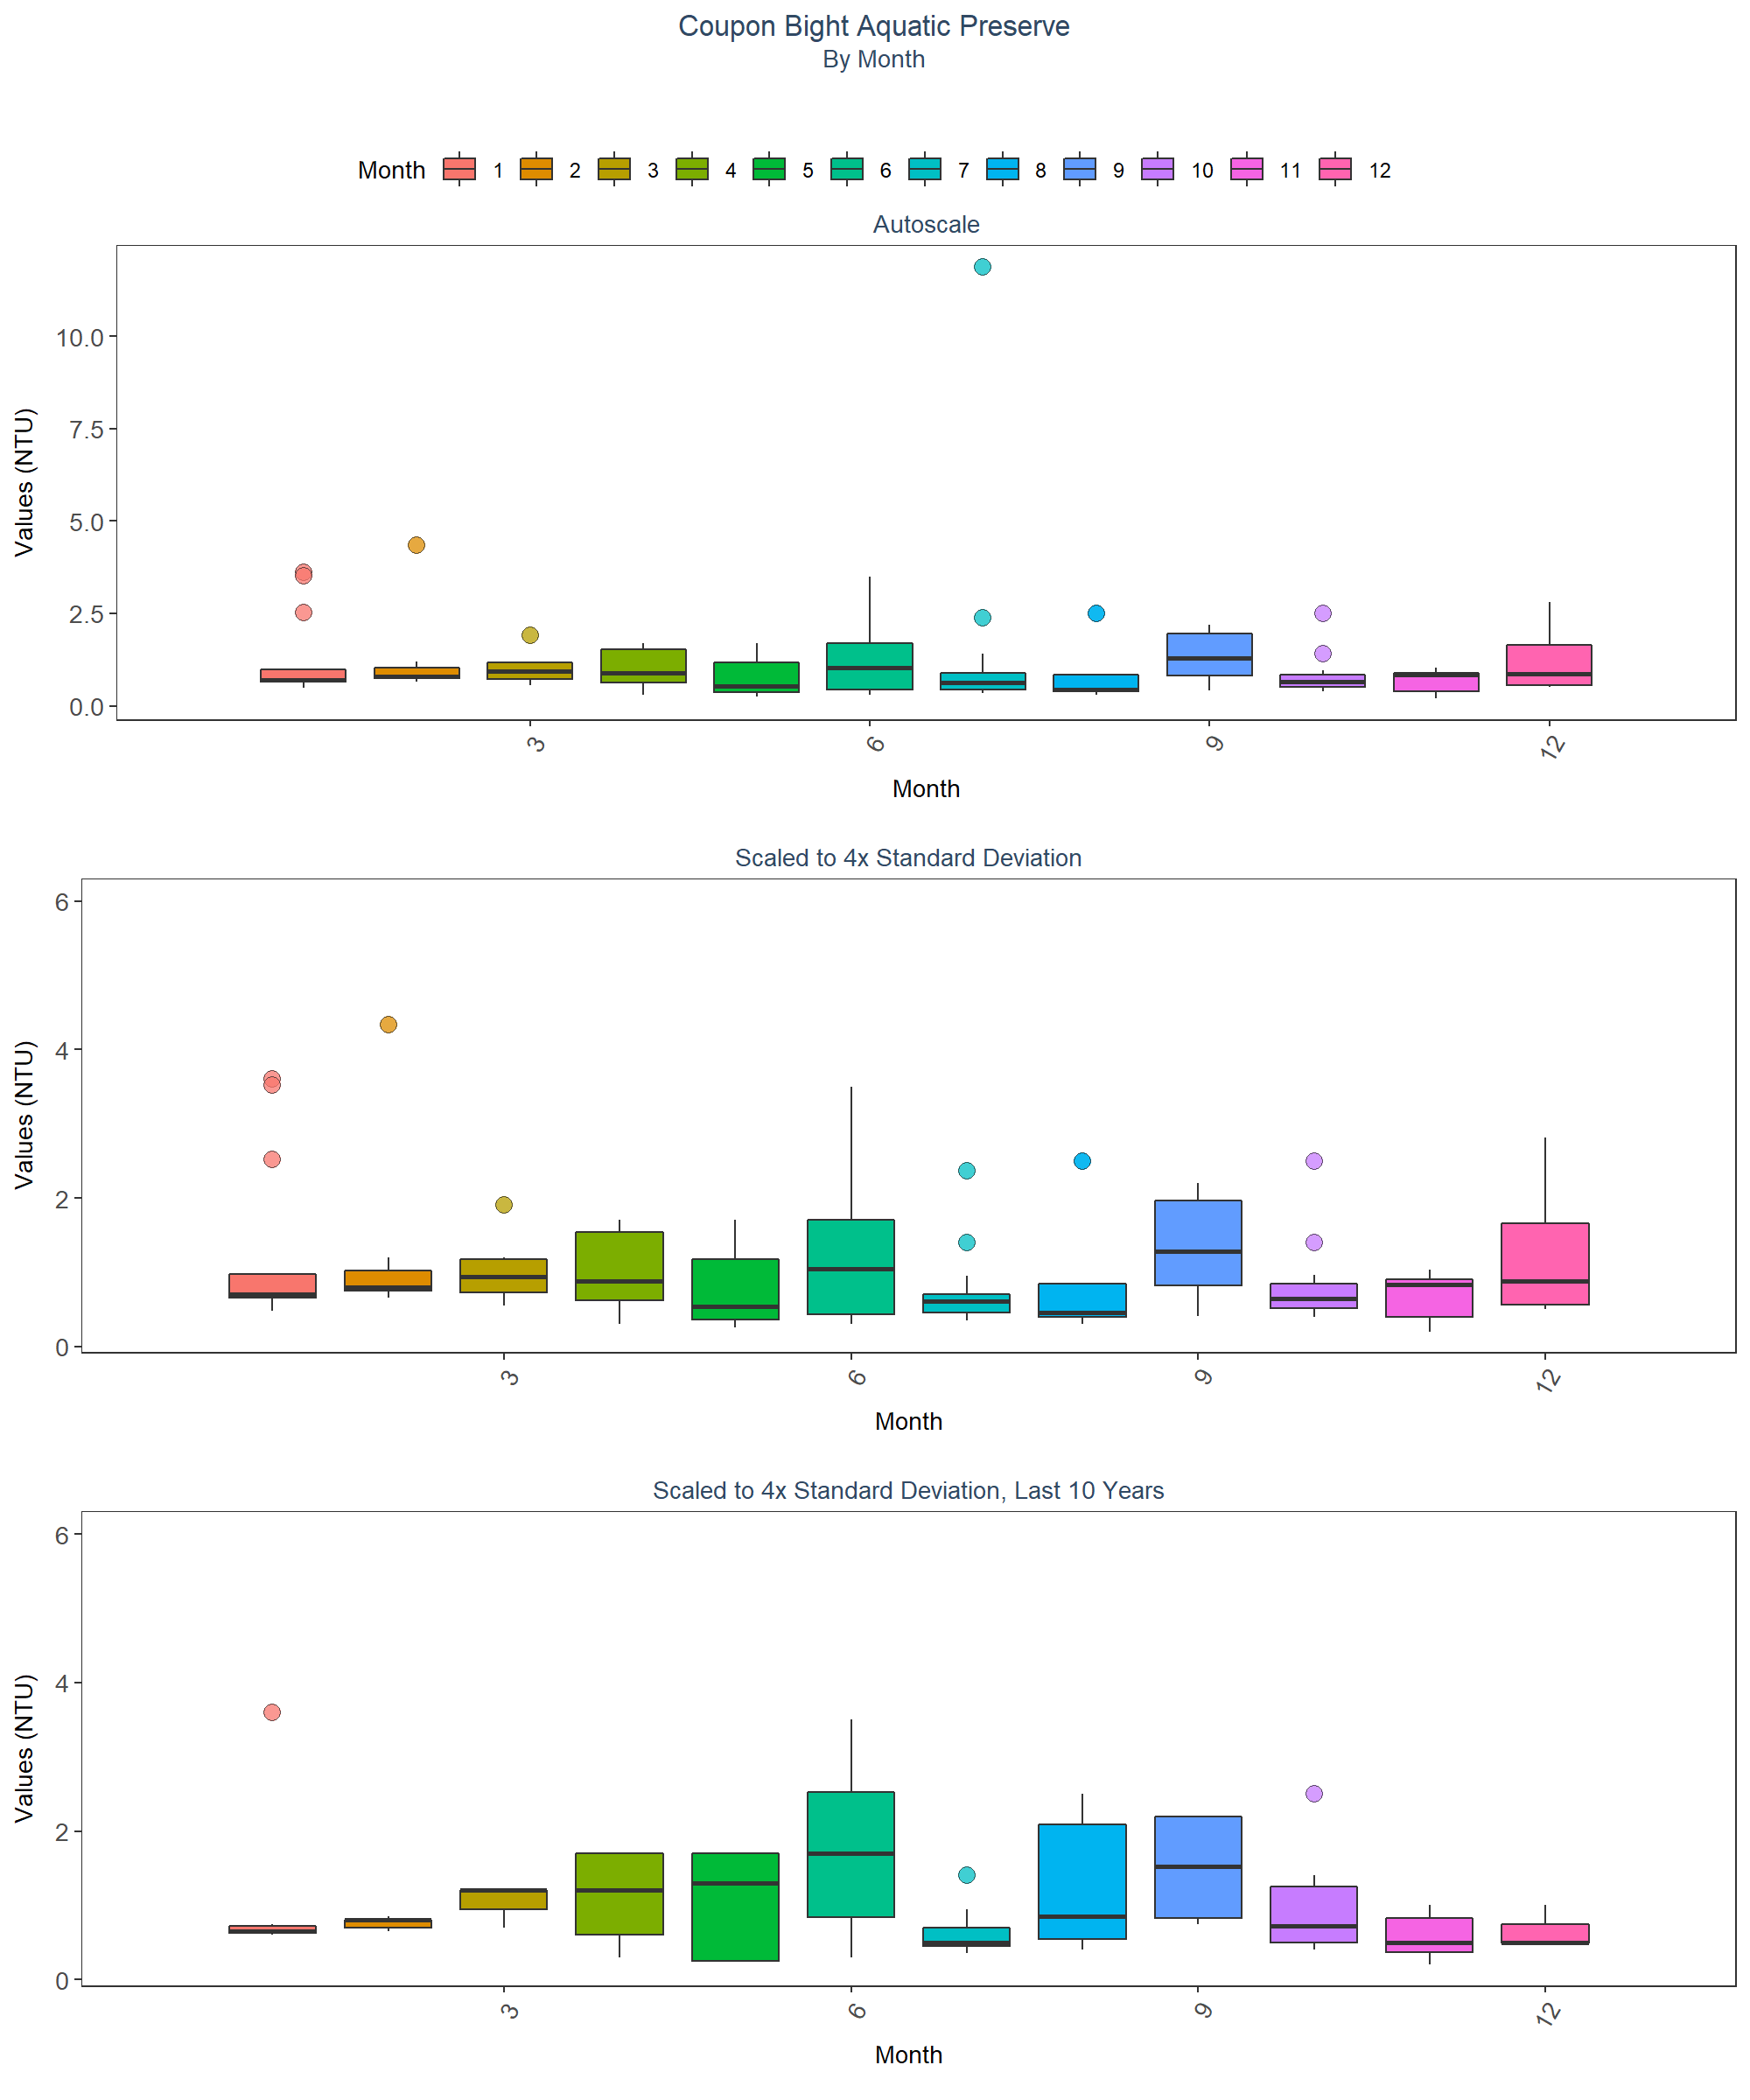 Coupon Bight Aquatic Preserve
By Month
Month 1 2 3 4 5 6 7 8 9 10 11 12
Autoscale
Values (NTU)
10.0
7.5
5.0
2.5
0.0
3 6 9 12
Month
Scaled to 4x Standard Deviation
Values (NTU)
6
4
2
0
3 6 9 12
Month
Scaled to 4x Standard Deviation, Last 10 Years
Values (NTU)
6
4
2
0
3 6 9 12
Month